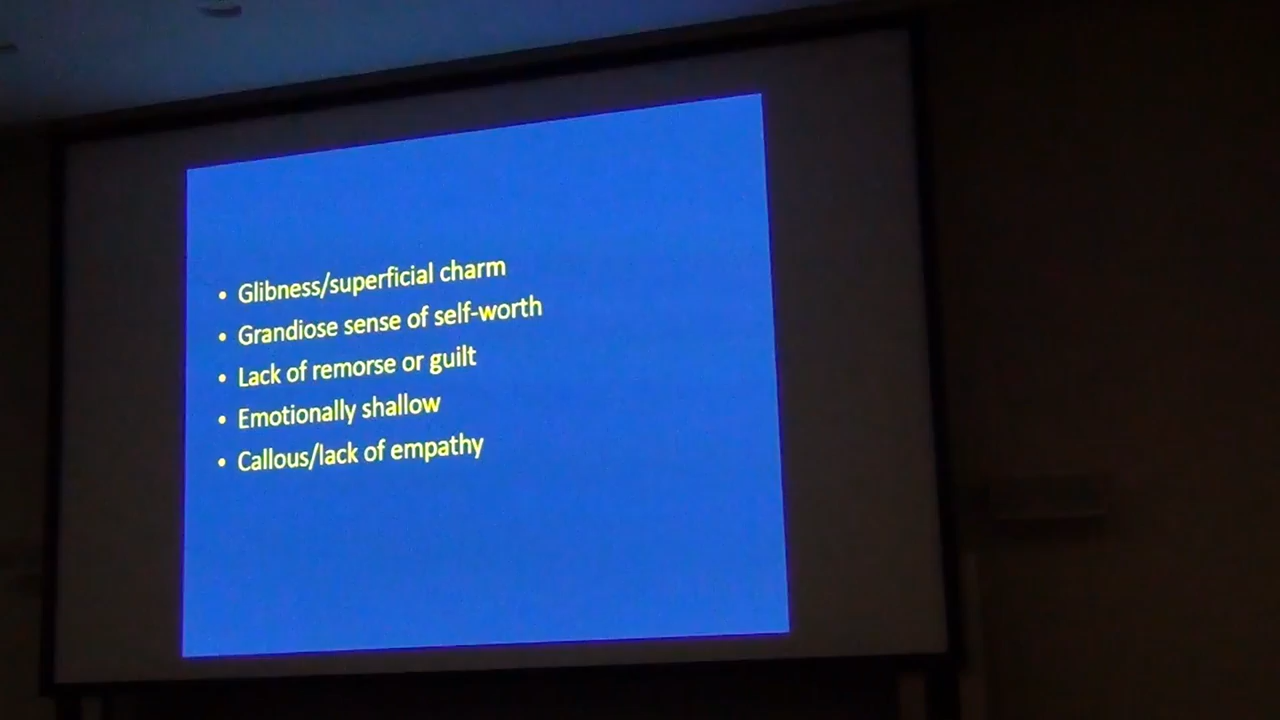 • Glibness/superficial charm
• Grandiose sense of self-worth
• Lack of remorse or guilt
• Emotionally shallow
• Callous/lack of empathy